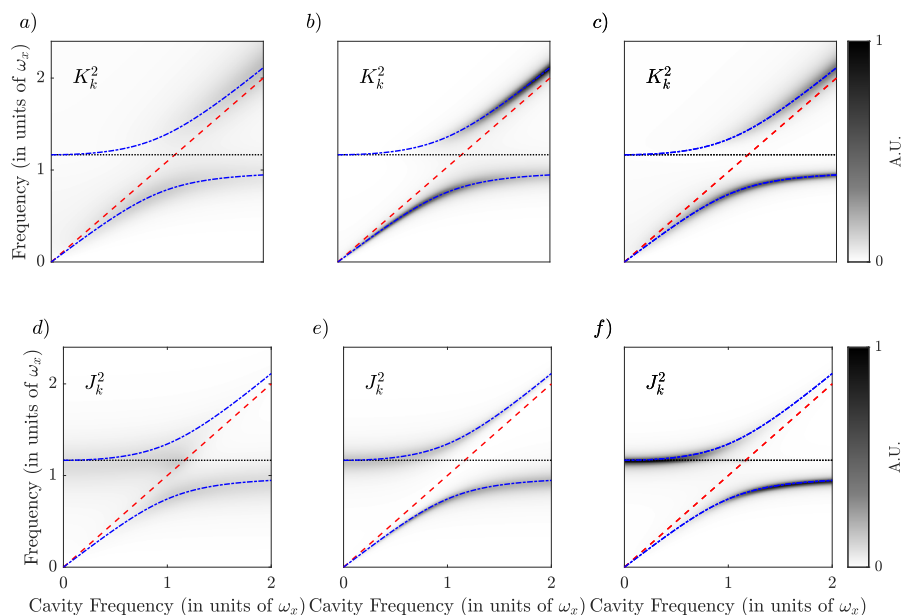 a) b) c)
Frequency (in units of ω_x)
2
1
0
K_k^2
K_k^2
K_k^2
1
0
A.U.
d) e) f)
Frequency (in units of ω_x)
2
1
0
J_k^2
J_k^2
J_k^2
1
0
A.U.
0 1 2 0 1 2 0 1 2
Cavity Frequency (in units of ω_x) Cavity Frequency (in units of ω_x) Cavity Frequency (in units of ω_x)